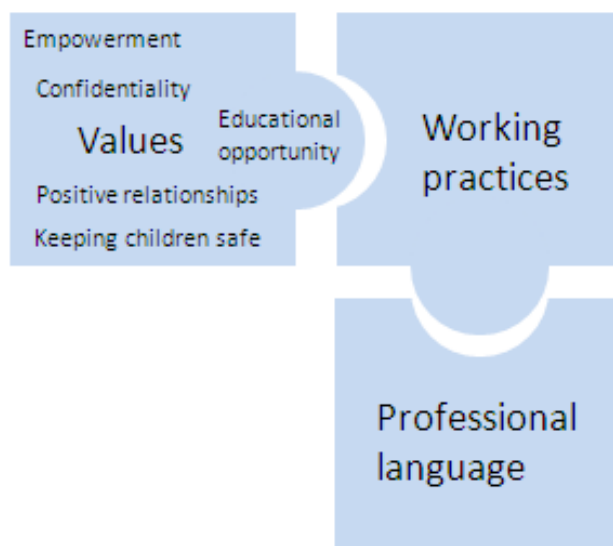 Empowerment
Confidentiality
Values
Educational
opportunity
Positive relationships
Keeping children safe
Working
practices
Professional
language